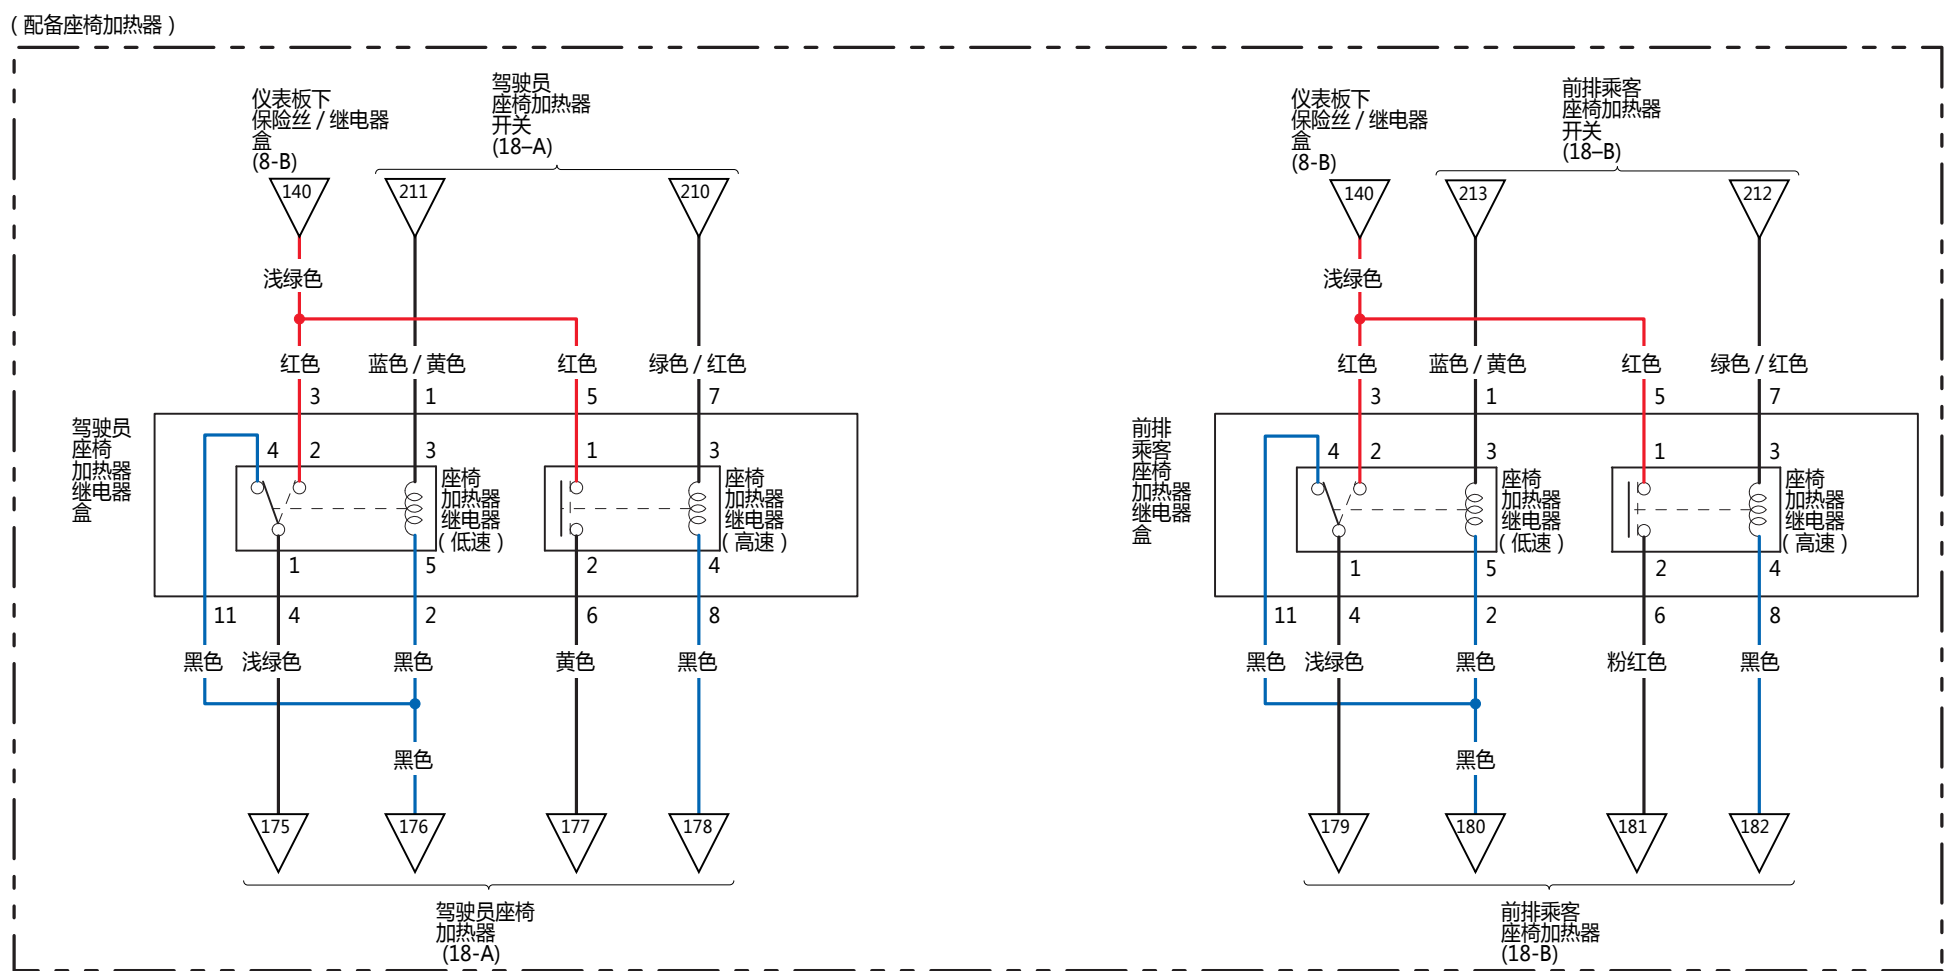 ( 配备座椅加热器 )
仪表板下
保险丝 / 继电器
盒
(8-B)
驾驶员
座椅加热器
开关
(18–A)
仪表板下
保险丝 / 继电器
盒
(8-B)
前排乘客
座椅加热器
开关
(18–B)
140
211
210
140
213
212
浅绿色
浅绿色
红色
蓝色 / 黄色
红色
绿色 / 红色
红色
蓝色 / 黄色
红色
绿色 / 红色
3
1
5
7
3
1
5
7
驾驶员
座椅
加热器
继电器
盒
4
2
3
1
3
座椅
加热器
继电器
( 低速 )
座椅
加热器
继电器
( 高速 )
1
5
2
4
前排
乘客
座椅
加热器
继电器
盒
4
2
3
1
3
座椅
加热器
继电器
( 低速 )
座椅
加热器
继电器
( 高速 )
1
5
2
4
11
4
2
6
8
11
4
2
6
8
黑色
浅绿色
黑色
黄色
黑色
黑色
浅绿色
黑色
粉红色
黑色
黑色
黑色
175
176
177
178
179
180
181
182
驾驶员座椅
加热器
(18-A)
前排乘客
座椅加热器
(18-B)